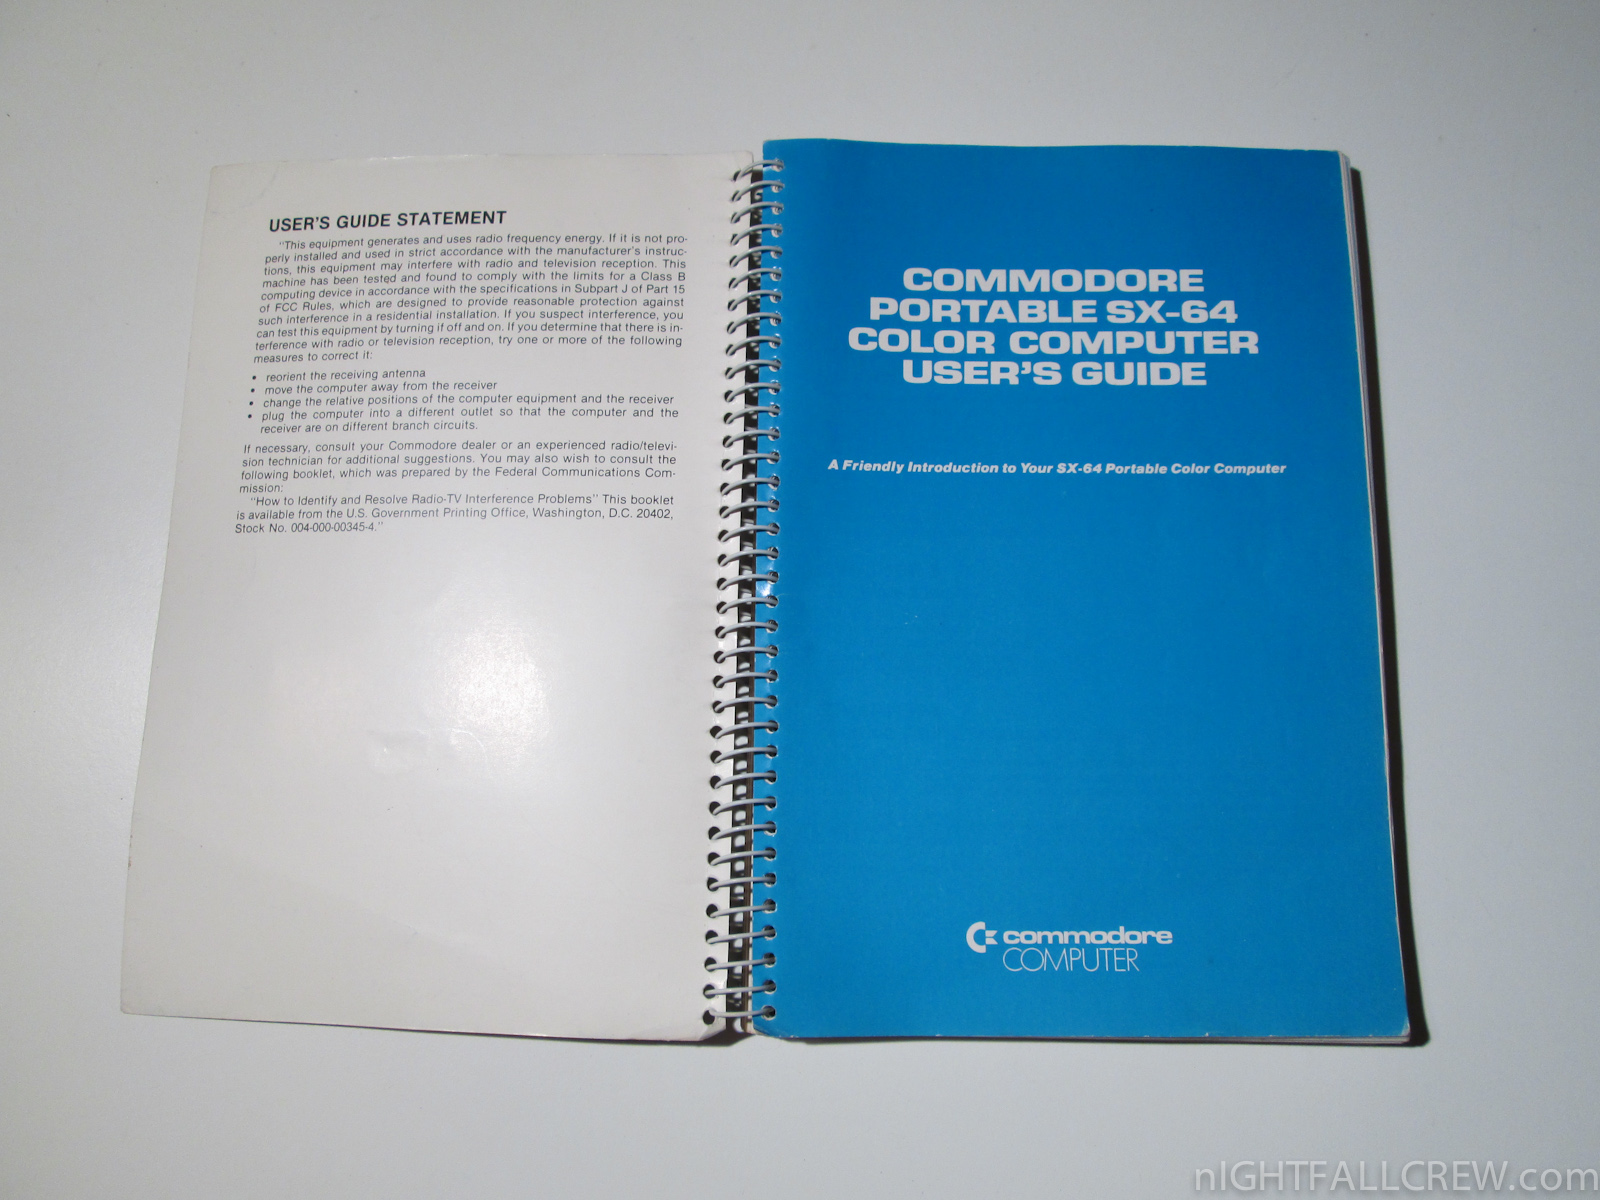 USER'S GUIDE STATEMENT
"This equipment generates and uses radio frequency energy. If it is not pro-
perly installed and used in strict accordance with the manufacturer's instruc-
tions, this equipment may interfere with radio and television reception. This
machine has been tested and found to comply with the limits for a Class B
computing device in accordance with the specifications in Subpart J of Part 15
of FCC Rules, which are designed to provide reasonable protection against
such interference in a residential installation. If you suspect interference, you
can test this equipment by turning if off and on. If you determine that there is in-
terference with radio or television reception, try one or more of the following
measures to correct it:
• reorient the receiving antenna
• move the computer away from the receiver
• change the relative positions of the computer equipment and the receiver
• plug the computer into a different outlet so that the computer and the
receiver are on different branch circuits.
If necessary, consult your Commodore dealer or an experienced radio/televi-
sion technician for additional suggestions. You may also wish to consult the
following booklet, which was prepared by the Federal Communications Com-
mission:
"How to Identify and Resolve Radio-TV Interference Problems" This booklet
is available from the U.S. Government Printing Office, Washington, D.C. 20402,
Stock No. 004-000-00345-4."
COMMODORE
PORTABLE SX-64
COLOR COMPUTER
USER'S GUIDE
A Friendly Introduction to Your SX-64 Portable Color Computer
commodore
COMPUTER
nIGHTFALLCREW.com